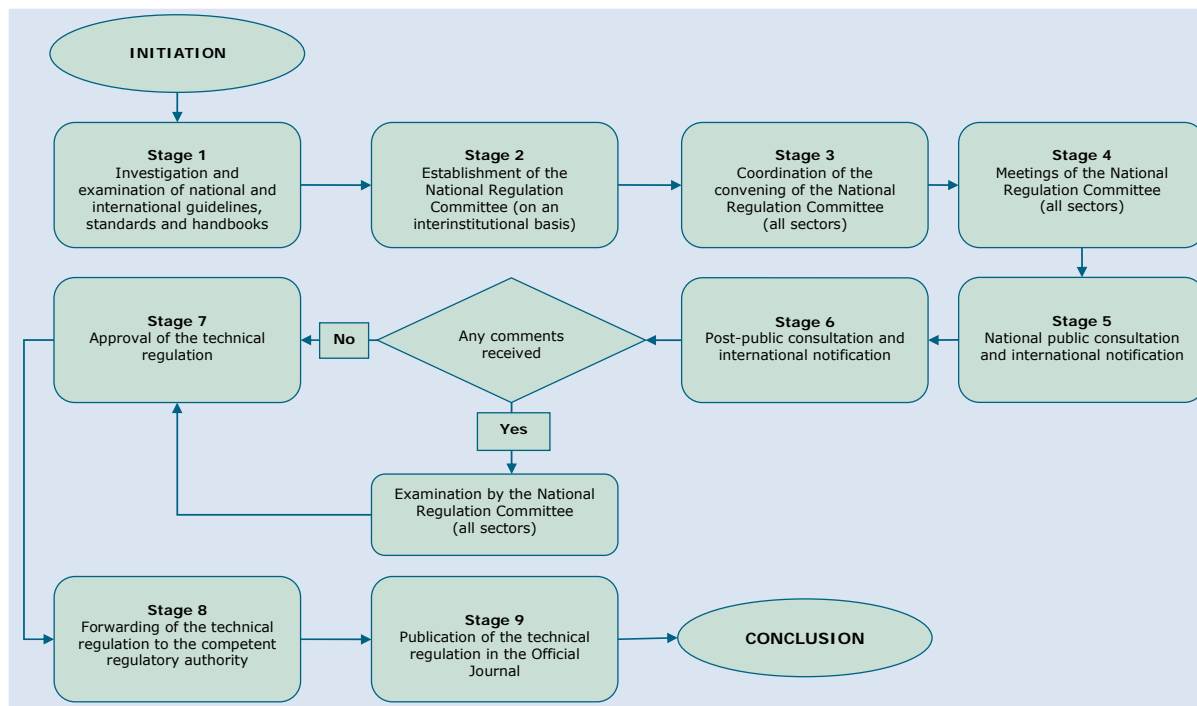 INITIATION
Stage 1
Investigation and
examination of national and
international guidelines,
standards and handbooks
Stage 2
Establishment of the
National Regulation
Committee (on an
interinstitutional basis)
Stage 3
Coordination of the
convening of the National
Regulation Committee
(all sectors)
Stage 4
Meetings of the National
Regulation Committee
(all sectors)
Stage 5
National public consultation
and international notification
Stage 6
Post-public consultation and
international notification
Any comments
received
No
Stage 7
Approval of the technical
regulation
Yes
Examination by the National
Regulation Committee
(all sectors)
Stage 8
Forwarding of the technical
regulation to the competent
regulatory authority
Stage 9
Publication of the technical
regulation in the Official
Journal
CONCLUSION